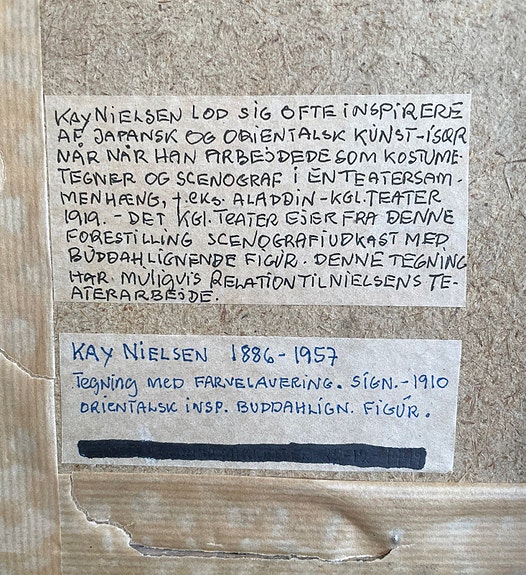 KAY NIELSEN LOD SIG OFTE INSPIRERE
AF JAPANSK OG ORIENTALSK KUNST-ISÆR
NÅR NÅR HAN ARBEJDEDE SOM KOSTUME-
TEGNER OG SCENOGRAF I EN TEATERSAM-
MENHÆNG, f.eks. ALADDIN-KGL.TEATER
1919. - DET KGL.TEATER EJER FRA DENNE
FORESTILLING SCENOGRAFIUDKAST MED
BUDDAHLIGNENDE FIGUR. DENNE TEGNING
HAR MULIGVIS RELATION TIL NIELSENS TE-
ATERARBEJDE.
KAY NIELSEN 1886-1957
Tegning MED FARVELAVERING. SIGN.-1910
ORIENTALSK INSP. BUDDAHLIGN. FIGUR.